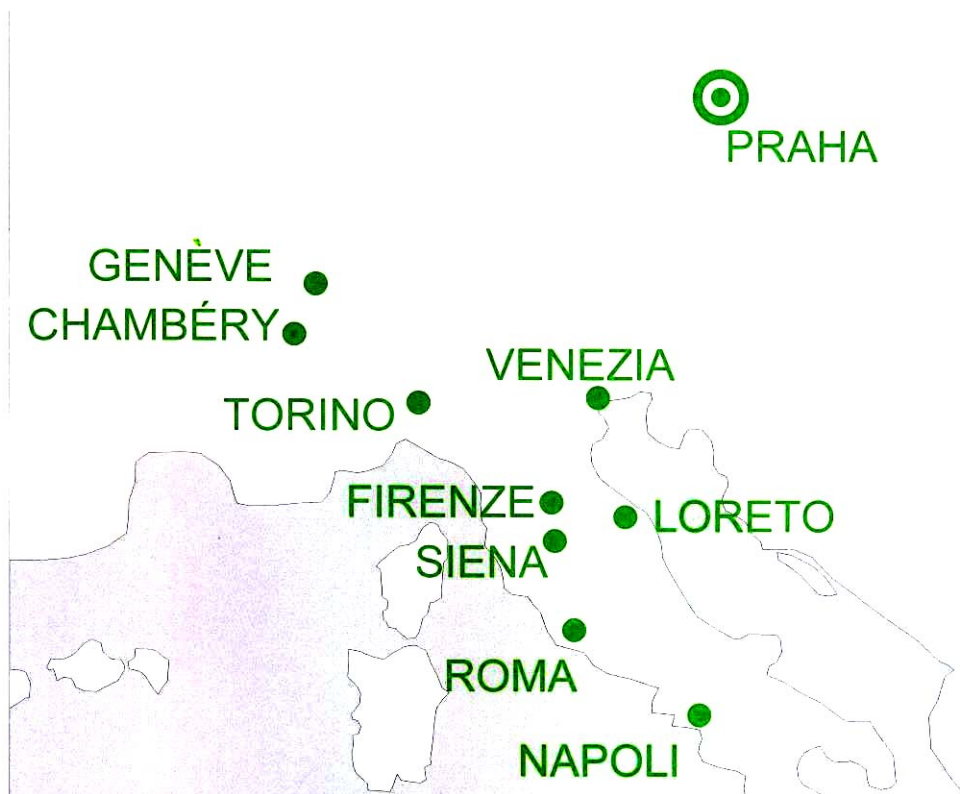 PRAHA
GENÈVE
CHAMBÉRY
VENEZIA
TORINO
FIRENZE
LORETO
SIENA
ROMA
NAPOLI